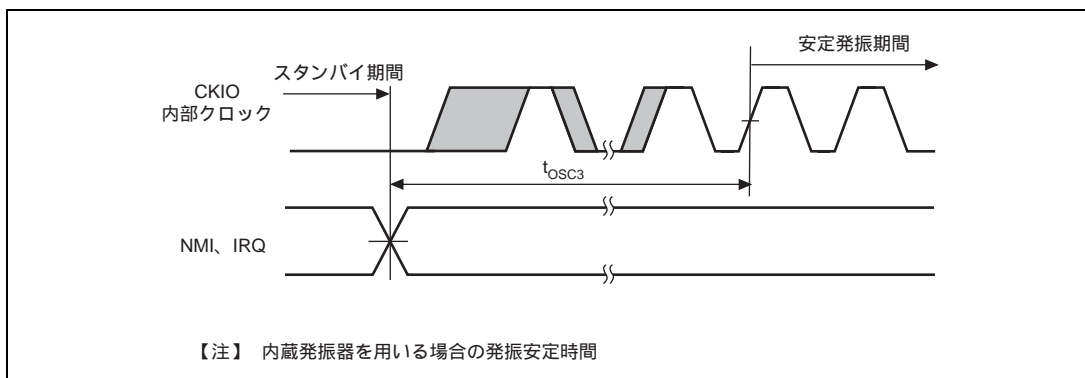 安定発振期間
スタンバイ期間
CKIO
内部クロック
tOSC3
NMI、IRQ
【注】 内蔵発振器を用いる場合の発振安定時間